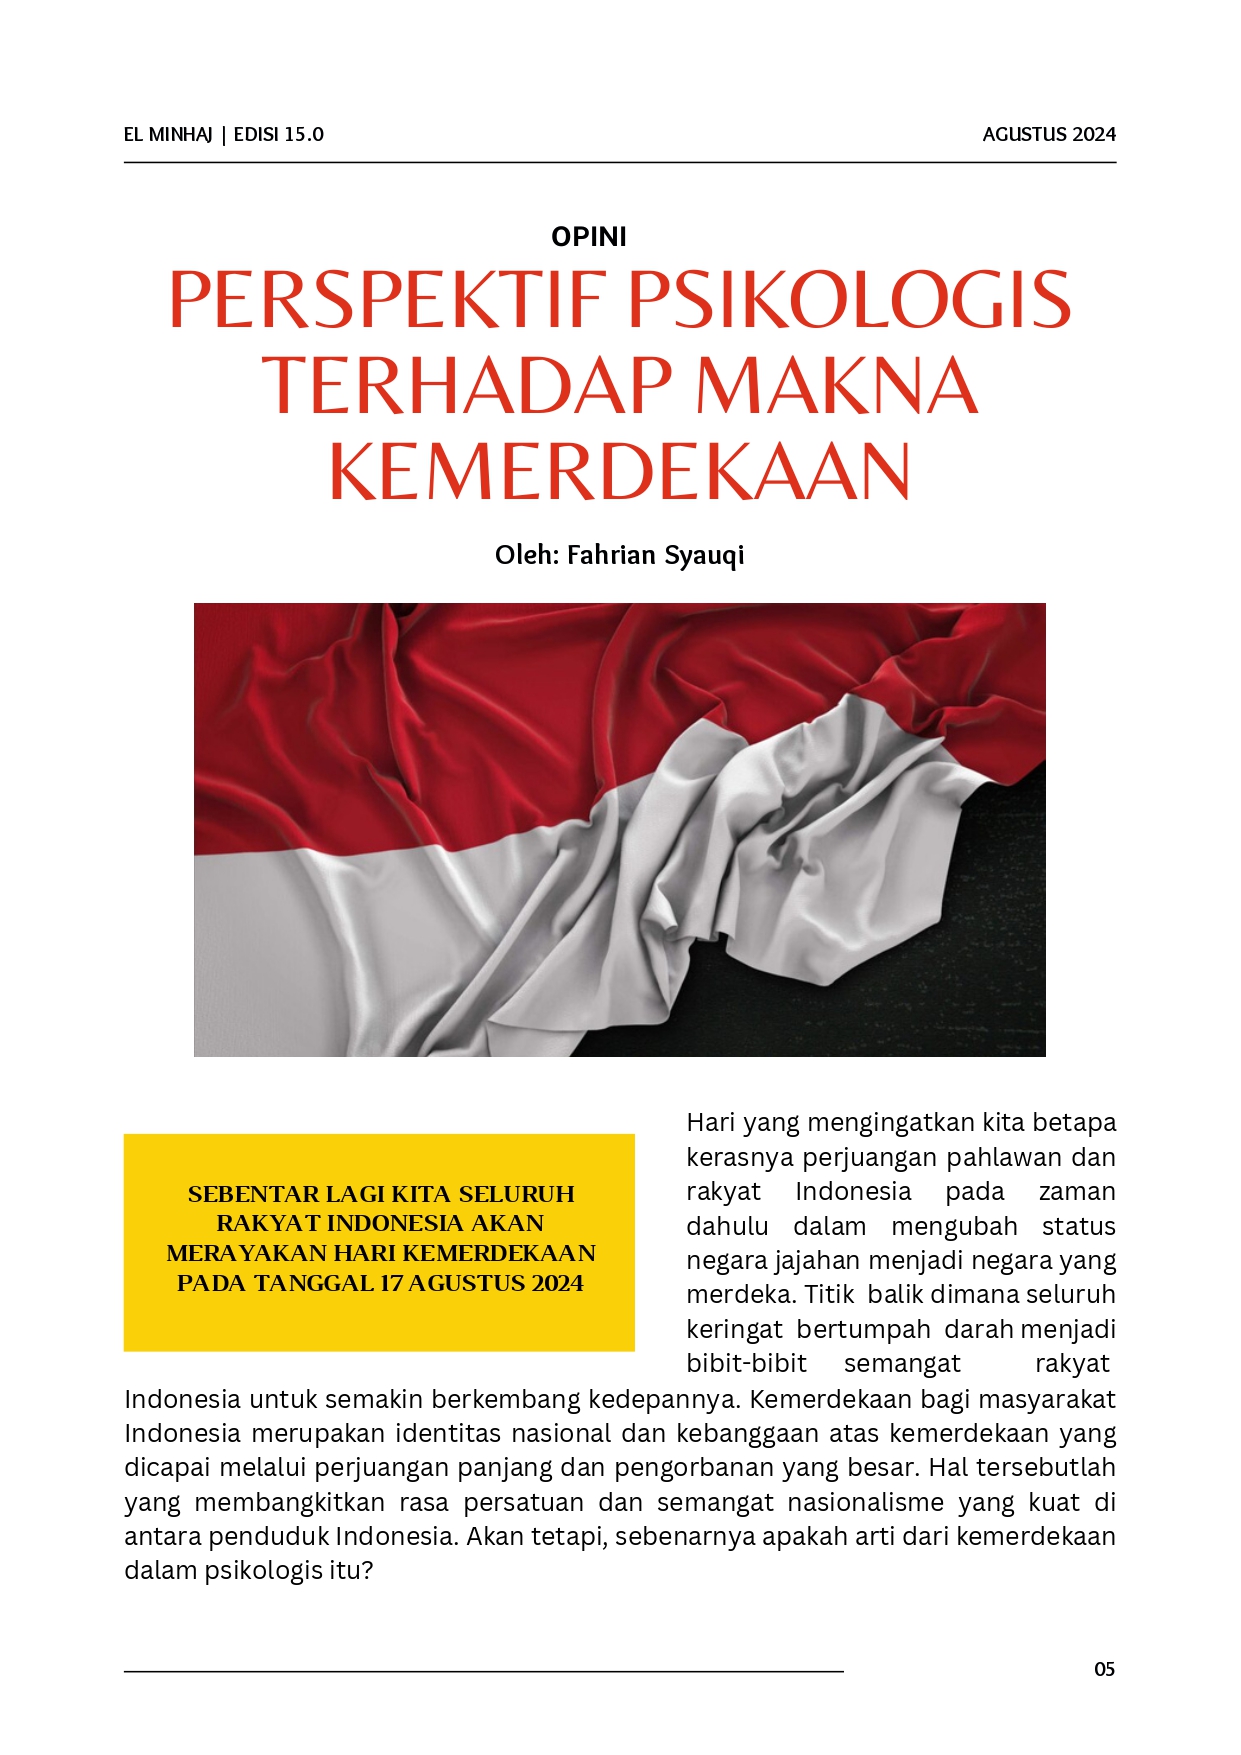 EL MINHAJ | EDISI 15.0
AGUSTUS 2024
OPINI
PERSPEKTIF PSIKOLOGIS
TERHADAP MAKNA
KEMERDEKAAN
Oleh: Fahrian Syauqi
SEBENTAR LAGI KITA SELURUH
RAKYAT INDONESIA AKAN
MERAYAKAN HARI KEMERDEKAAN
PADA TANGGAL 17 AGUSTUS 2024
Hari yang mengingatkan kita betapa
kerasnya perjuangan pahlawan dan
rakyat Indonesia pada zaman
dahulu dalam mengubah status
negara jajahan menjadi negara yang
merdeka. Titik balik dimana seluruh
keringat bertumpah darah menjadi
bibit-bibit semangat rakyat
Indonesia untuk semakin berkembang kedepannya. Kemerdekaan bagi masyarakat
Indonesia merupakan identitas nasional dan kebanggaan atas kemerdekaan yang
dicapai melalui perjuangan panjang dan pengorbanan yang besar. Hal tersebutlah
yang membangkitkan rasa persatuan dan semangat nasionalisme yang kuat di
antara penduduk Indonesia. Akan tetapi, sebenarnya apakah arti dari kemerdekaan
dalam psikologis itu?
05